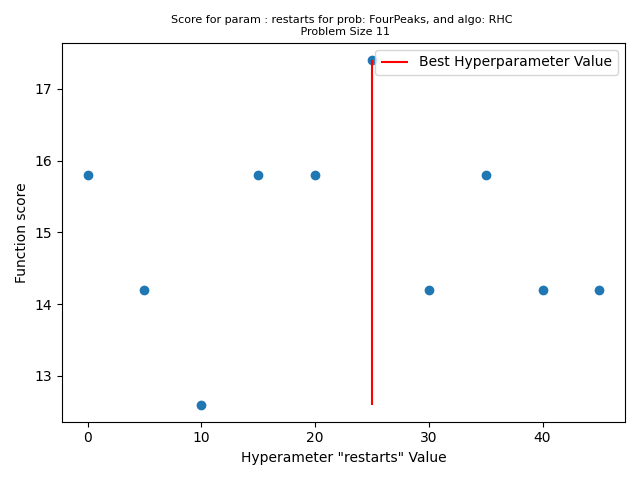 Score for param : restarts for prob: FourPeaks, and algo: RHC
Problem Size 11
Best Hyperparameter Value
Function score
17
16
15
14
13
0 10 20 30 40
Hyperameter "restarts" Value